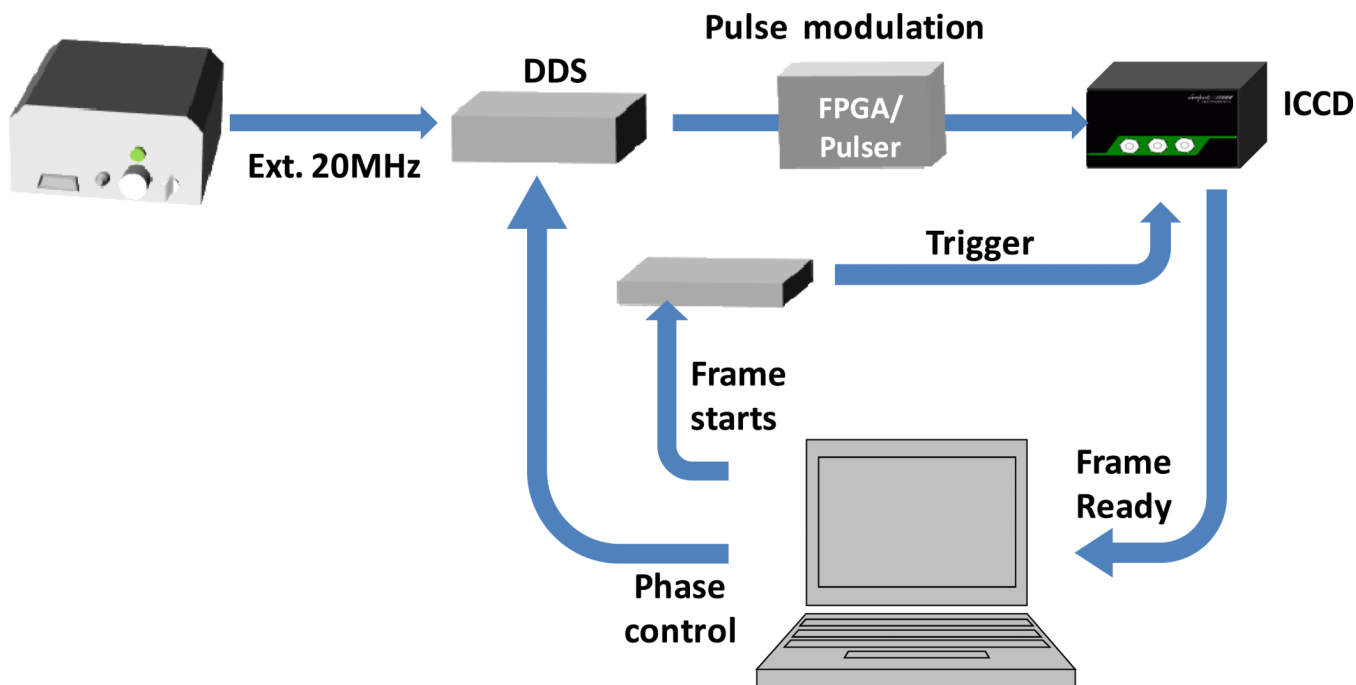 Pulse modulation
DDS
FPGA/
Pulser
ICCD
Ext. 20MHz
Trigger
Frame
starts
Frame
Ready
Phase
control